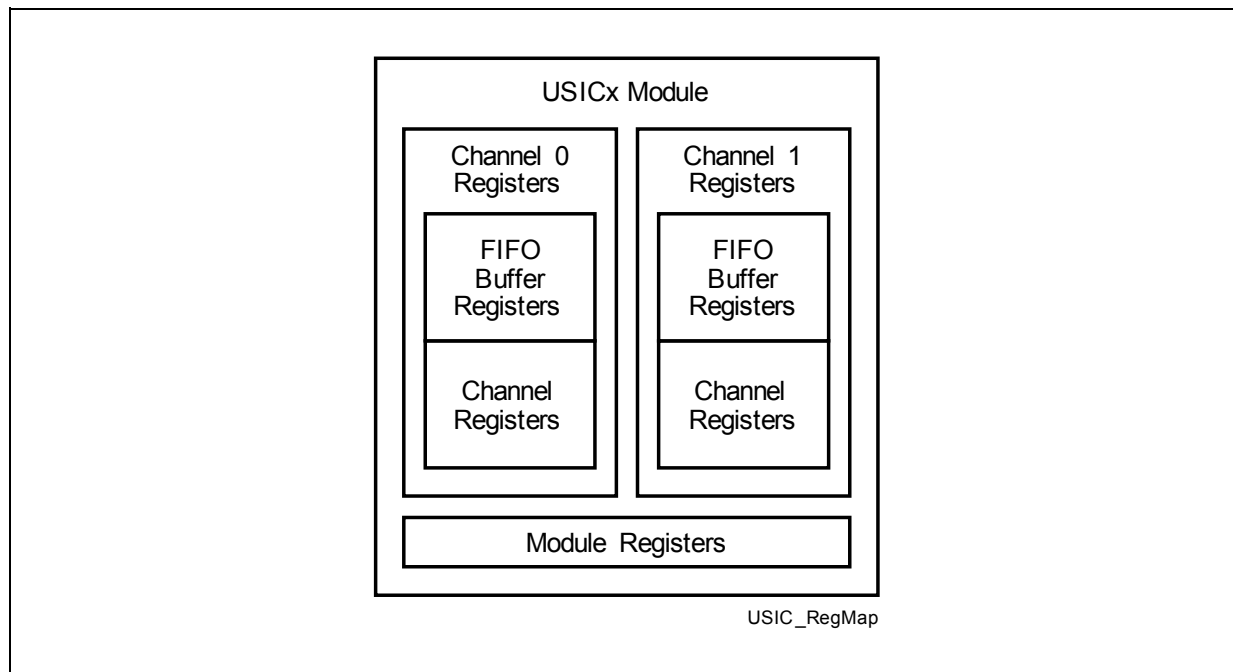 USICx Module
Channel 0
Registers
FIFO
Buffer
Registers
Channel
Registers
Channel 1
Registers
FIFO
Buffer
Registers
Channel
Registers
Module Registers
USIC_RegMap